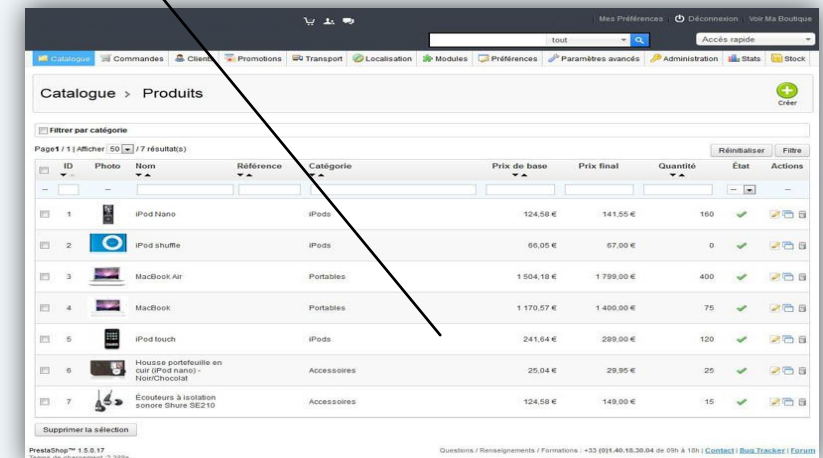 Mes Préférences Déconnexion Voir Ma Boutique
tout Accès rapide
Catalogue Commandes Clients Promotions Transport Localisation Modules Préférences Paramètres avancés Administration Stats Stock
Catalogue > Produits
Créer
Filtrer par catégorie
Page 1 / 1 | Afficher 50 / 7 résultat(s) Réinitialiser Filtre
ID Photo Nom Référence Catégorie Prix de base Prix final Quantité État Actions
-- -- -- --
1 iPod Nano iPods 124,58 € 141,55 € 160
2 iPod shuffle iPods 66,05 € 67,00 € 0
3 MacBook Air Portables 1 504,18 € 1 799,00 € 400
4 MacBook Portables 1 170,57 € 1 400,00 € 75
5 iPod touch iPods 241,64 € 289,00 € 120
Housse portefeuille en
6 cuir (iPod nano) - Accessoires 25,04 € 29,95 € 25
Noir/Chocolat
7 Écouteurs à isolation Accessoires 124,58 € 149,00 € 15
sonore Shure SE210
Supprimer la sélection
PrestaShop™ 1.5.0.17 Questions / Renseignements / Formations : +33 (0)1.40.18.30.04 de 09h à 18h | Contact | Bug Tracker | Forum